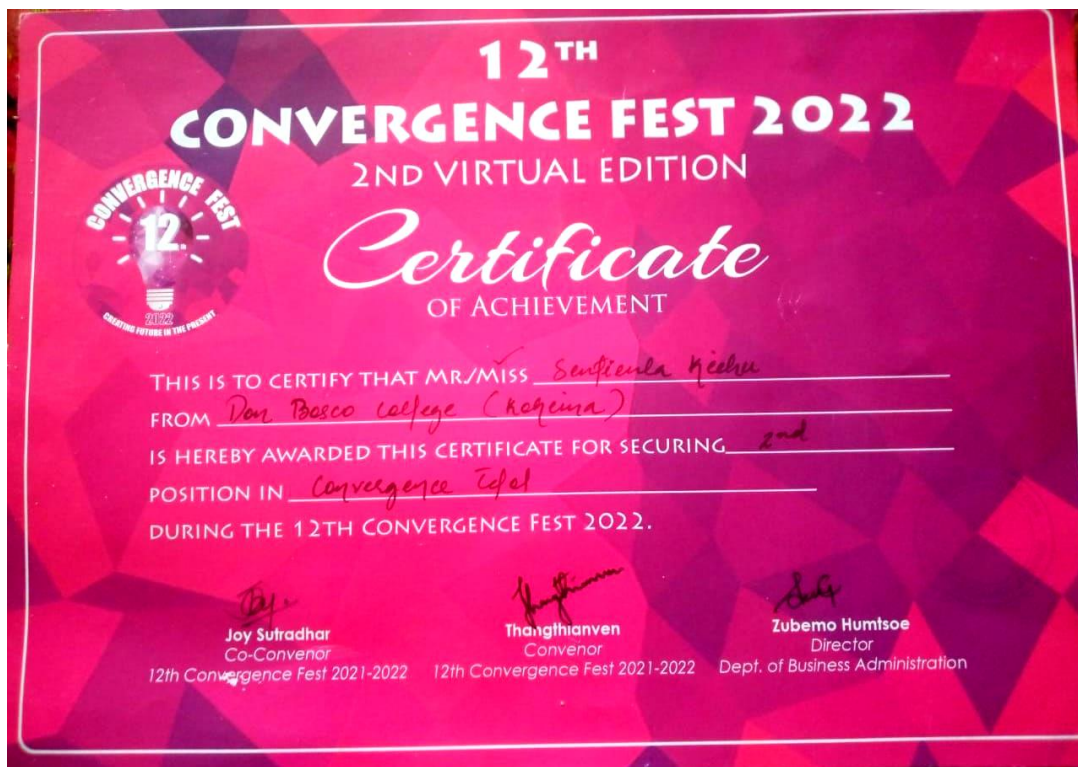 12TH
CONVERGENCE FEST 2022
2ND VIRTUAL EDITION
CONVERGENCE FEST
12
2022
CREATING FUTURE IN THE PRESENT
Certificate
OF ACHIEVEMENT
THIS IS TO CERTIFY THAT MR./MISS
FROM Don Bosco College (Kohima)
IS HEREBY AWARDED THIS CERTIFICATE FOR SECURING 2nd
POSITION IN Convergence
DURING THE 12TH CONVERGENCE FEST 2022.
Joy Sutradhar
Co-Convenor
12th Convergence Fest 2021-2022
Thangthianven
Convenor
12th Convergence Fest 2021-2022
Zubemo Humtsoe
Director
Dept. of Business Administration